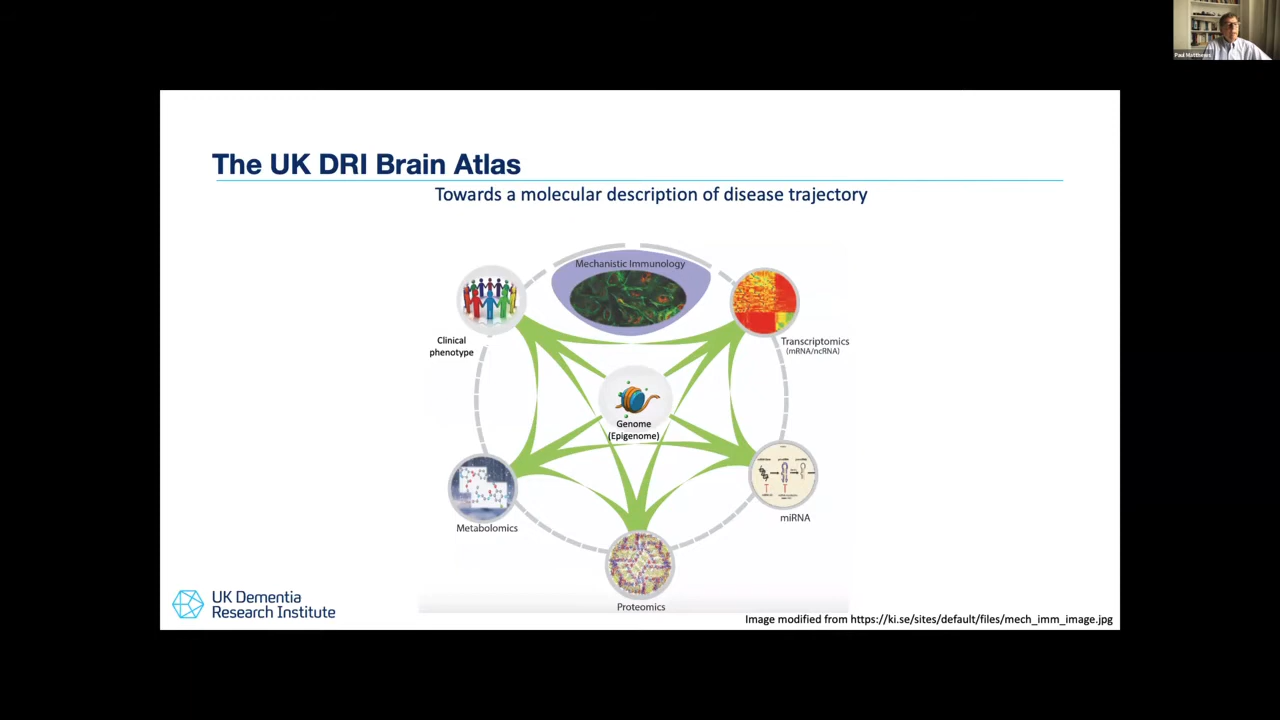 Paul Matthews
The UK DRI Brain Atlas
Towards a molecular description of disease trajectory
Mechanistic Immunology
Clinical
phenotype
Transcriptomics
(mRNA/ncRNA)
Genome
(Epigenome)
Metabolomics
miRNA
Proteomics
UK Dementia
Research Institute
Image modified from https://ki.se/sites/default/files/mech_imm_image.jpg